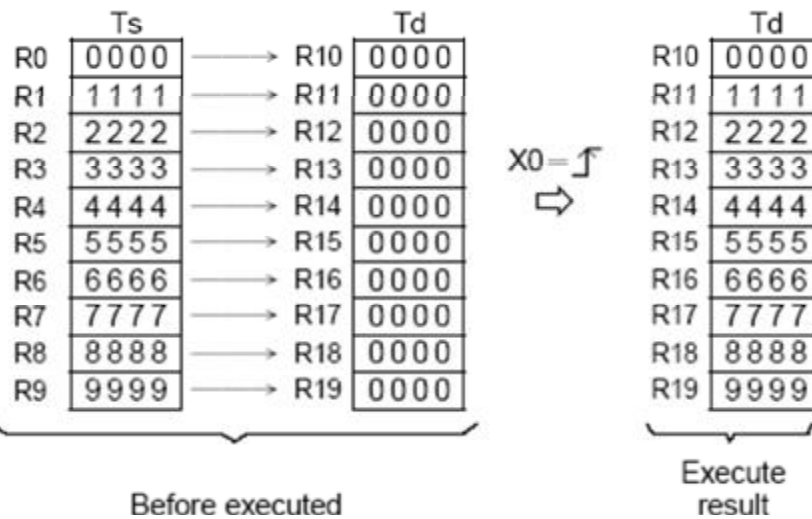 Ts Td Td
R0 0000 R10 0000 R10 0000
R1 1111 R11 0000 R11 1111
R2 2222 R12 0000 R12 2222
R3 3333 R13 0000 X0= R13 3333
R4 4444 R14 0000 R14 4444
R5 5555 R15 0000 R15 5555
R6 6666 R16 0000 R16 6666
R7 7777 R17 0000 R17 7777
R8 8888 R18 0000 R18 8888
R9 9999 R19 0000 R19 9999
Before executed
Execute
result